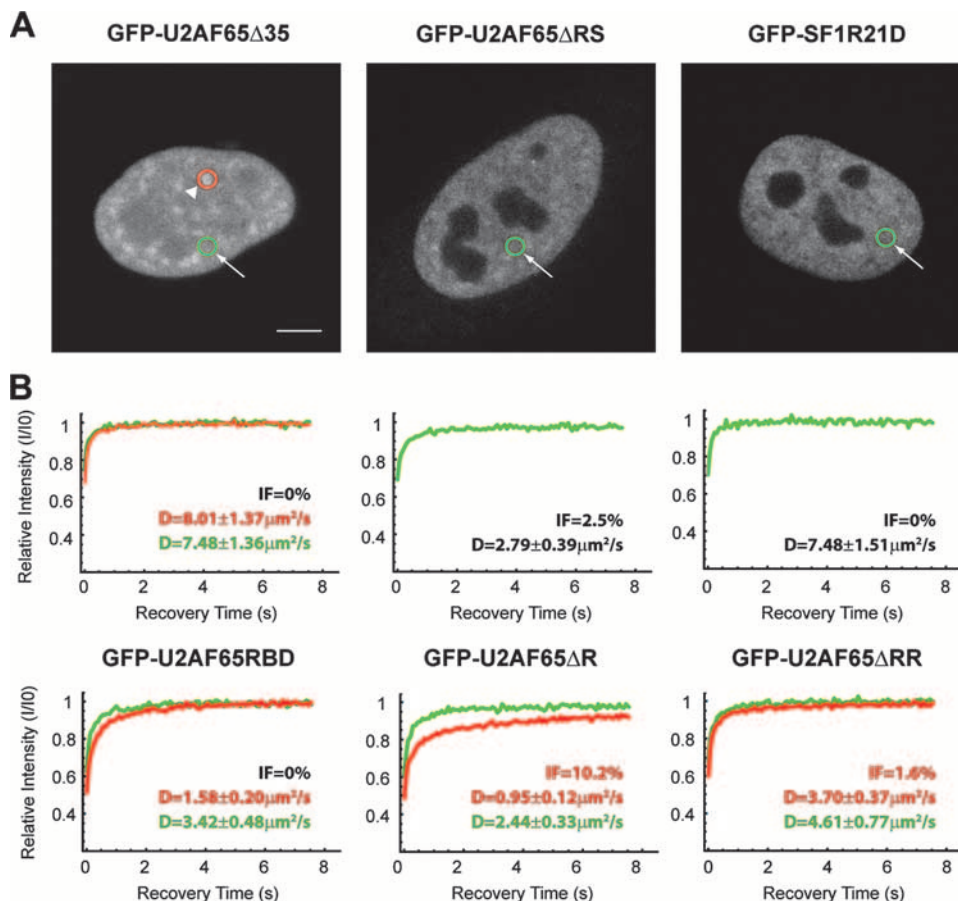 A
GFP-U2AF65Δ35 GFP-U2AF65ΔRS GFP-SF1R21D
B
Relative Intensity (I/I0)
1
0.8
0.6
0.4
IF=0%
D=8.01±1.37μm²/s
D=7.48±1.36μm²/s
0 2 4 6 8
Recovery Time (s)
1
0.8
0.6
0.4
IF=2.5%
D=2.79±0.39μm²/s
0 2 4 6 8
Recovery Time (s)
1
0.8
0.6
0.4
IF=0%
D=7.48±1.51μm²/s
0 2 4 6 8
Recovery Time (s)
GFP-U2AF65RBD GFP-U2AF65ΔR GFP-U2AF65ΔRR
Relative Intensity (I/I0)
1
0.8
0.6
0.4
IF=0%
D=1.58±0.20μm²/s
D=3.42±0.48μm²/s
0 2 4 6 8
Recovery Time (s)
1
0.8
0.6
0.4
IF=10.2%
D=0.95±0.12μm²/s
D=2.44±0.33μm²/s
0 2 4 6 8
Recovery Time (s)
1
0.8
0.6
0.4
IF=1.6%
D=3.70±0.37μm²/s
D=4.61±0.77μm²/s
0 2 4 6 8
Recovery Time (s)